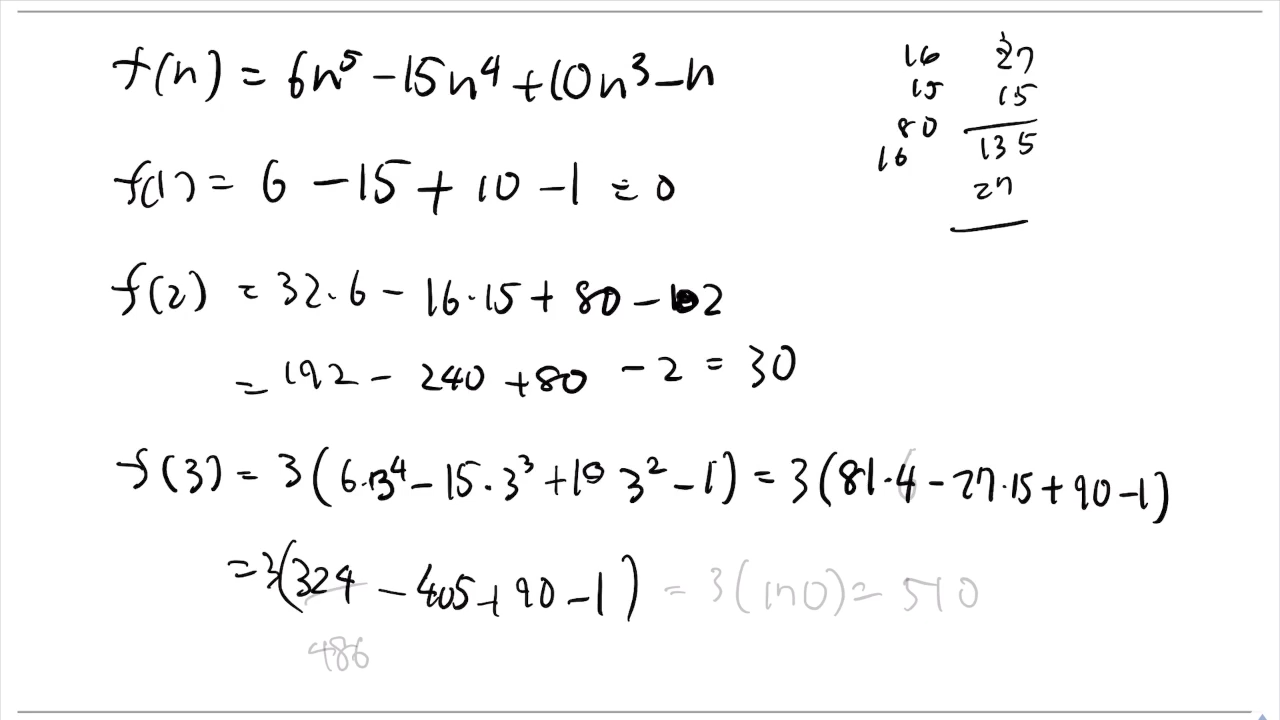 f(n) = 6n⁵ - 15n⁴ + 10n³ - n
f(1) = 6 - 15 + 10 - 1 = 0
f(2) = 32·6 - 16·15 + 80 - 2
= 192 - 240 + 80 - 2 = 30
f(3) = 3(6·3⁴ - 15·3³ + 10 3² - 1) = 3(81·4 - 27·15 + 90 - 1)
= 3(324 - 405 + 90 - 1) = 3(170) = 510
486
16
15
80
16
27
15
135
27